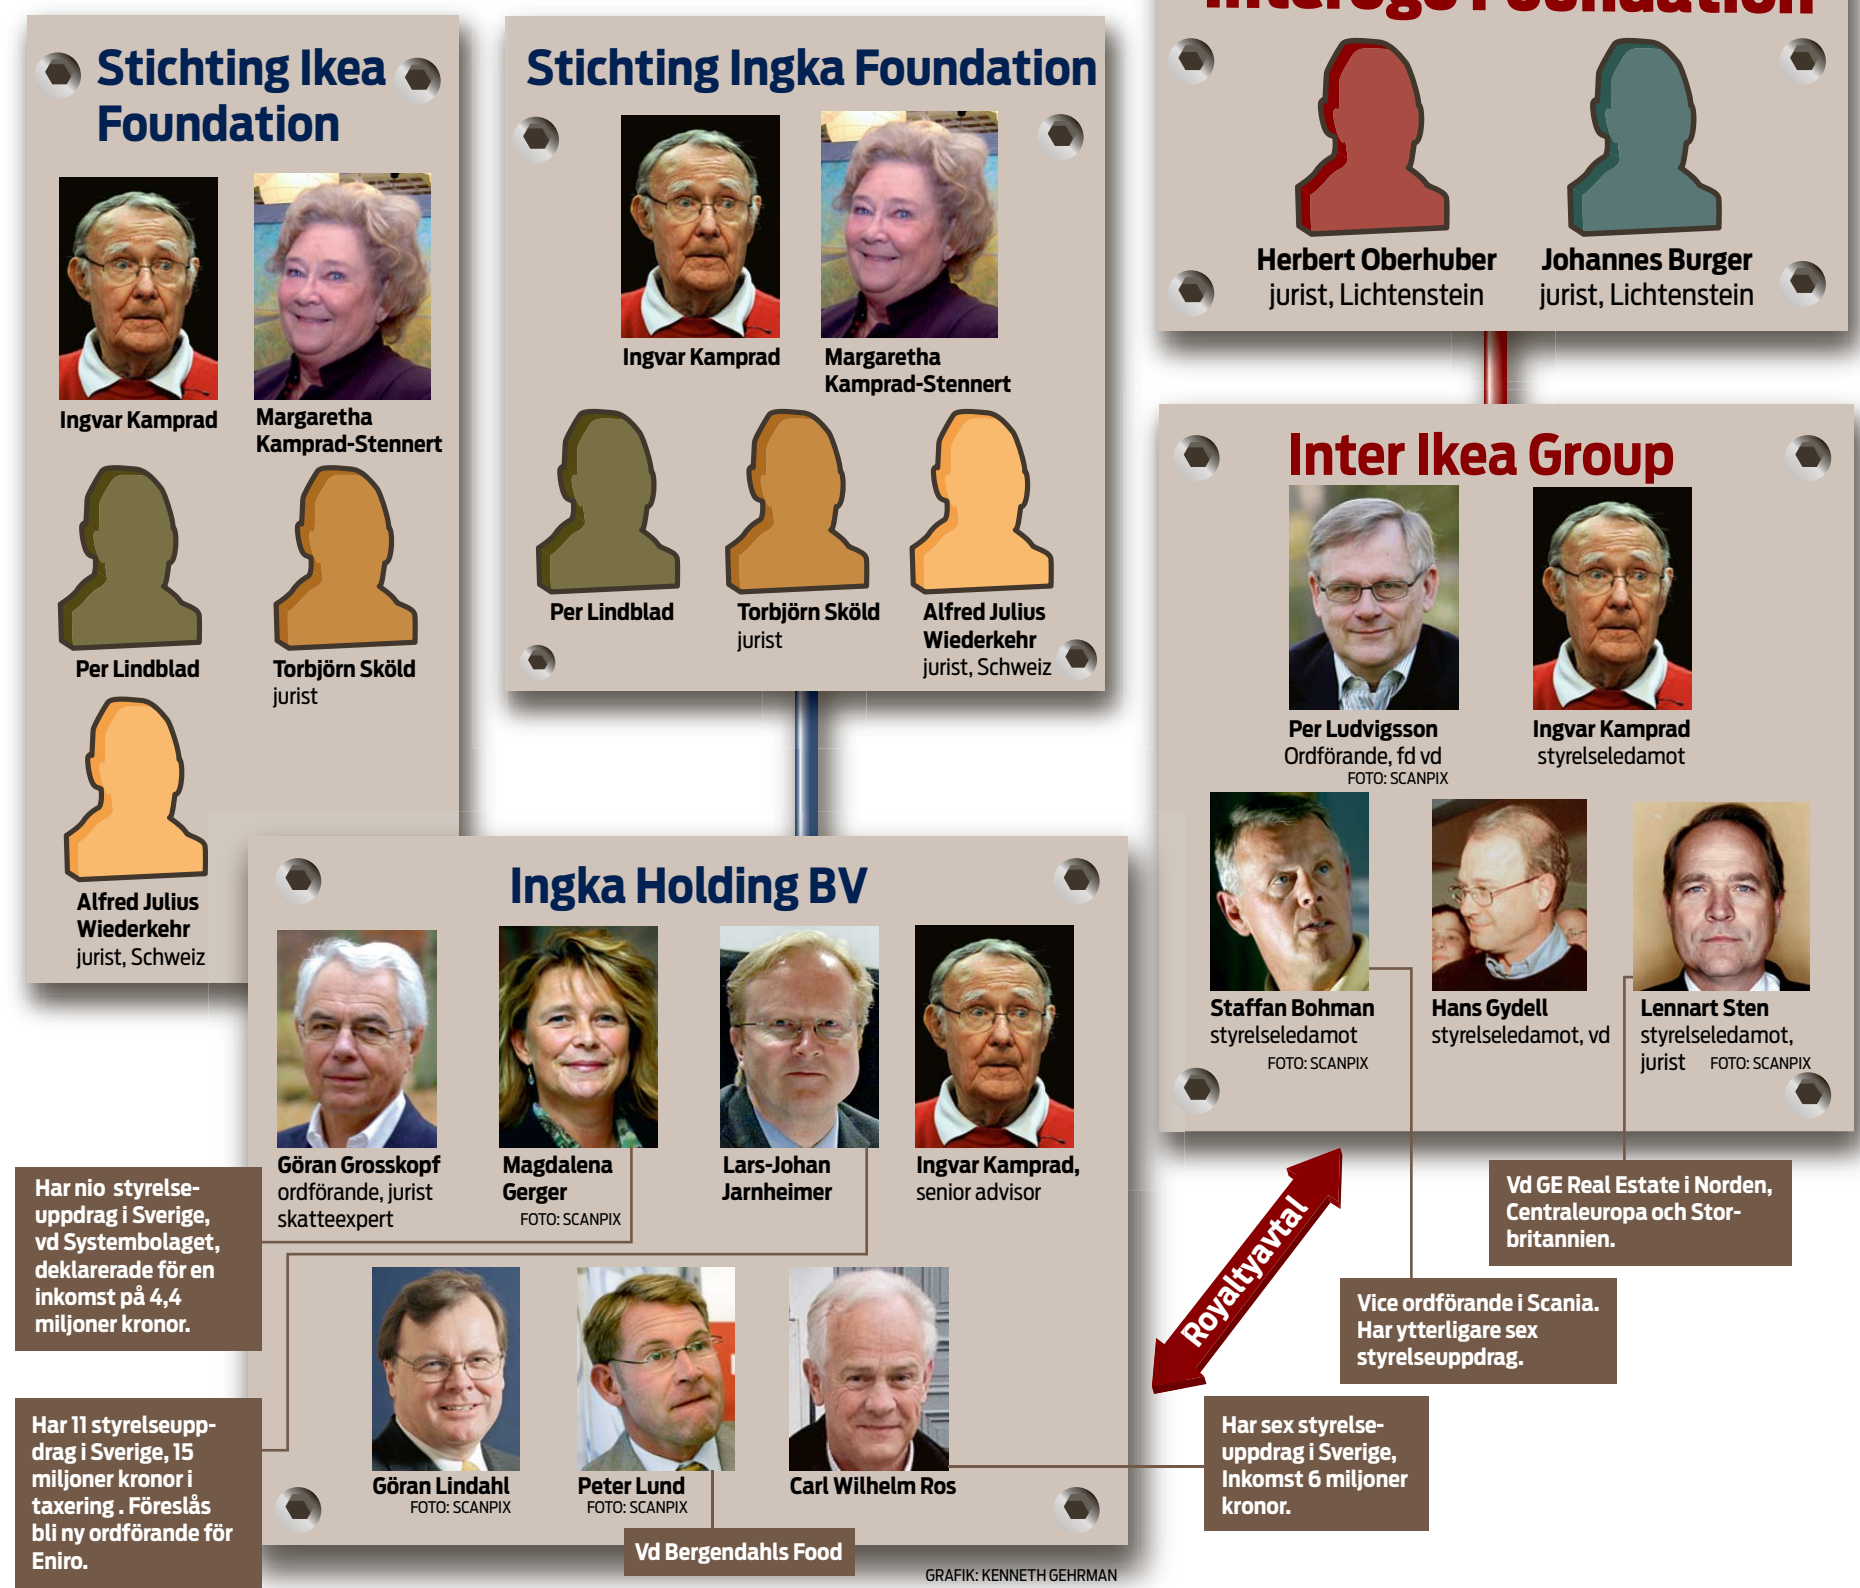 Stichting Ikea
Foundation
Ingvar Kamprad
Margaretha
Kamprad-Stennert
Per Lindblad
Torbjörn Sköld
jurist
Alfred Julius
Wiederkehr
jurist, Schweiz
Stichting Ingka Foundation
Ingvar Kamprad
Margaretha
Kamprad-Stennert
Per Lindblad
Torbjörn Sköld
jurist
Alfred Julius
Wiederkehr
jurist, Schweiz
Interogo Foundation
Herbert Oberhuber
jurist, Lichtenstein
Johannes Burger
jurist, Lichtenstein
Inter Ikea Group
Per Ludvigsson
Ordförande, fd vd
FOTO: SCANPIX
Ingvar Kamprad
styrelseledamot
Staffan Bohman
styrelseledamot
FOTO: SCANPIX
Hans Gydell
styrelseledamot, vd
Lennart Sten
styrelseledamot,
jurist FOTO: SCANPIX
Ingka Holding BV
Göran Grosskopf
ordförande, jurist
skatteexpert
Magdalena
Gerger
FOTO: SCANPIX
Lars-Johan
Jarnheimer
Ingvar Kamprad,
senior advisor
Göran Lindahl
FOTO: SCANPIX
Peter Lund
FOTO: SCANPIX
Carl Wilhelm Ros
Har nio styrelse-
uppdrag i Sverige,
vd Systembolaget,
deklarerade för en
inkomst på 4,4
miljoner kronor.
Har 11 styrelseupp-
drag i Sverige, 15
miljoner kronor i
taxering . Föreslås
bli ny ordförande för
Eniro.
Vd Bergendahls Food
Royaltyavtal
Vd GE Real Estate i Norden,
Centraleuropa och Stor-
britannien.
Vice ordförande i Scania.
Har ytterligare sex
styrelseuppdrag.
Har sex styrelse-
uppdrag i Sverige,
Inkomst 6 miljoner
kronor.
GRAFIK: KENNETH GEHRMAN